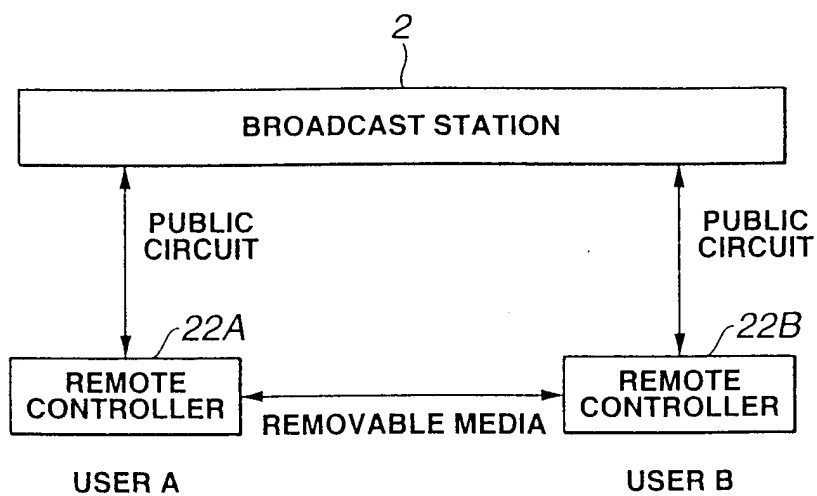 2
BROADCAST STATION
PUBLIC
CIRCUIT
PUBLIC
CIRCUIT
22A
22B
REMOTE
CONTROLLER
REMOTE
CONTROLLER
REMOVABLE MEDIA
USER A
USER B